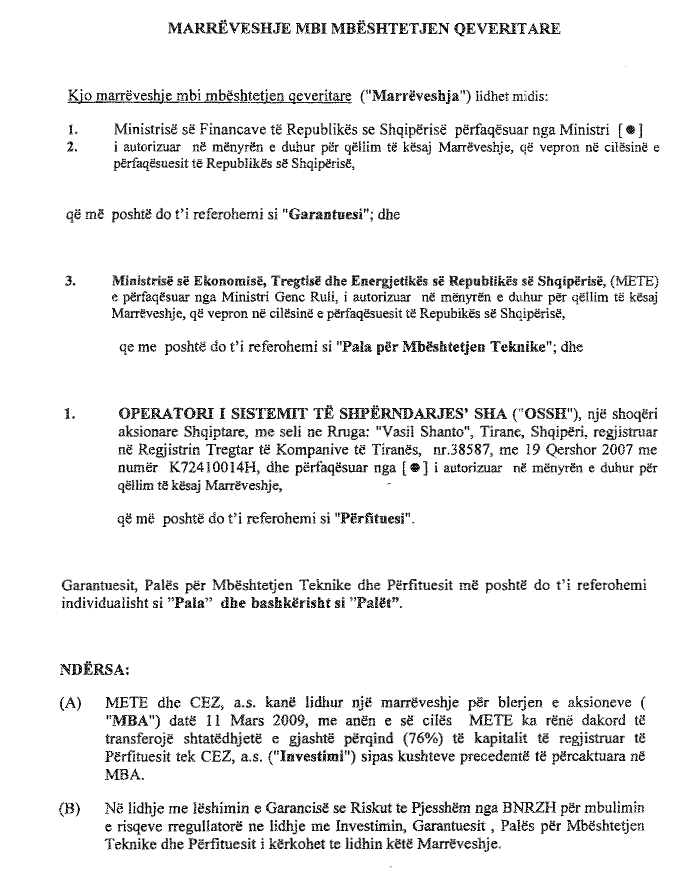 MARRËVESHJE MBI MBËSHTETJEN QEVERITARE
Kjo marrëveshje mbi mbështetjen qeveritare ("Marrëveshja") lidhet midis:
1. Ministrisë së Financave të Republikës se Shqipërisë përfaqësuar nga Ministri [ ● ]
2. i autorizuar në mënyrën e duhur për qëllim të kësaj Marrëveshje, që vepron në cilësinë e
përfaqësuesit të Republikës së Shqipërisë,
që më poshtë do t'i referohemi si "Garantuesi"; dhe
3. Ministrisë së Ekonomisë, Tregtisë dhe Energjetikës së Republikës së Shqipërisë, (METE)
e përfaqësuar nga Ministri Genc Ruli, i autorizuar në mënyrën e duhur për qëllim të kësaj
Marrëveshje, që vepron në cilësinë e përfaqësuesit të Repubikës së Shqipërisë,
qe me poshtë do t'i referohemi si "Pala për Mbështetjen Teknike"; dhe
1. OPERATORI I SISTEMIT TË SHPËRNDARJES' SHA ("OSSH"), një shoqëri
aksionare Shqiptare, me seli ne Rruga: "Vasil Shanto", Tirane, Shqipëri, regjistruar
në Regjistrin Tregtar të Kompanive të Tiranës, nr.38587, me 19 Qershor 2007 me
numër K72410014H, dhe përfaqësuar nga [ ● ] i autorizuar në mënyrën e duhur për
qëllim të kësaj Marrëveshje,
që më poshtë do t'i referohemi si "Përfituesi".
Garantuesit, Palës për Mbështetjen Teknike dhe Përfituesit më poshtë do t'i referohemi
individualisht si ”Pala” dhe bashkërisht si ”Palët”.
NDËRSA:
(A) METE dhe CEZ, a.s. kanë lidhur një marrëveshje për blerjen e aksioneve (
"MBA") datë 11 Mars 2009, me anën e së cilës METE ka rënë dakord të
transferojë shtatëdhjetë e gjashtë përqind (76%) të kapitalit të regjistruar të
Përfituesit tek CEZ, a.s. ("Investimi") sipas kushteve precedentë të përcaktuara në
MBA.
(B) Në lidhje me lëshimin e Garancisë se Riskut te Pjesshëm nga BNRZH për mbulimin
e risqeve rregullatorë ne lidhje me Investimin, Garantuesit , Palës për Mbështetjen
Teknike dhe Përfituesit i kërkohet te lidhin këtë Marrëveshje.